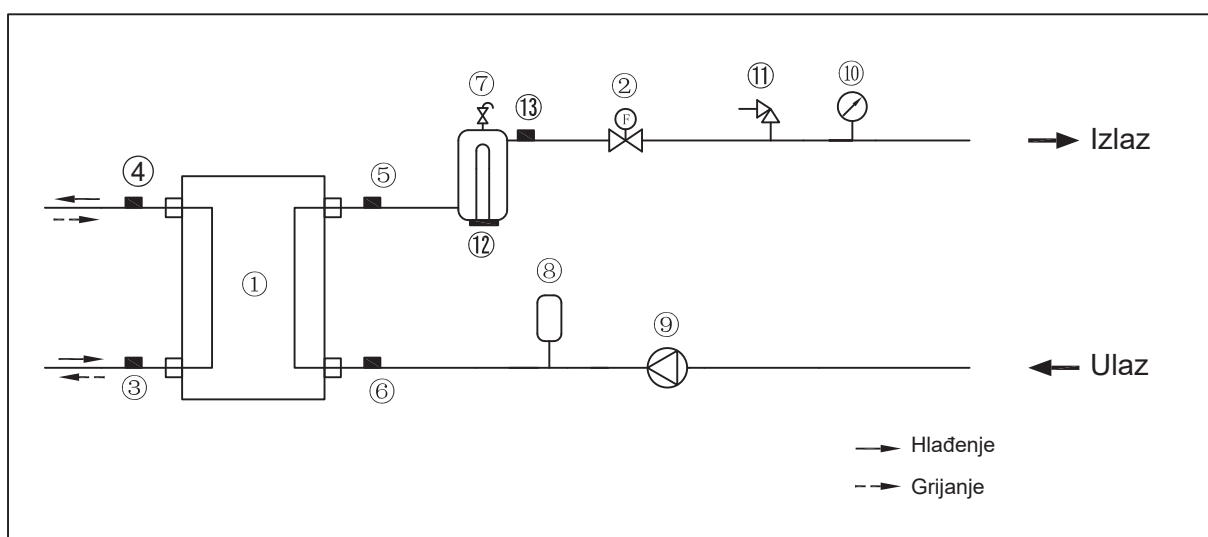 ⑦
⑬
②
⑪
⑩
Izlaz
F
④
⑤
⑫
①
⑧
⑨
Ulaz
③
⑥
Hlađenje
Grijanje